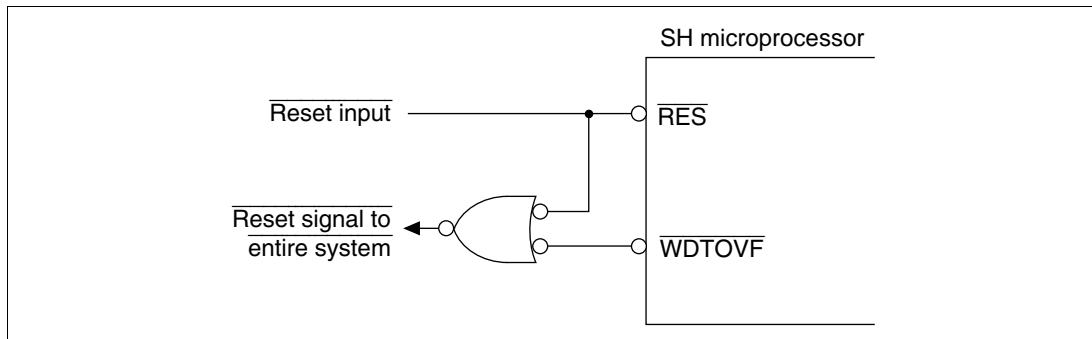 SH microprocessor
Reset input
RES
Reset signal to
entire system
WDTOVF